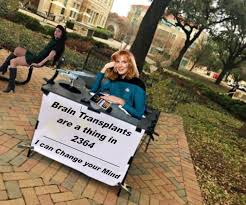 Brain Transplants
are a thing in
2364
I can Change your Mind